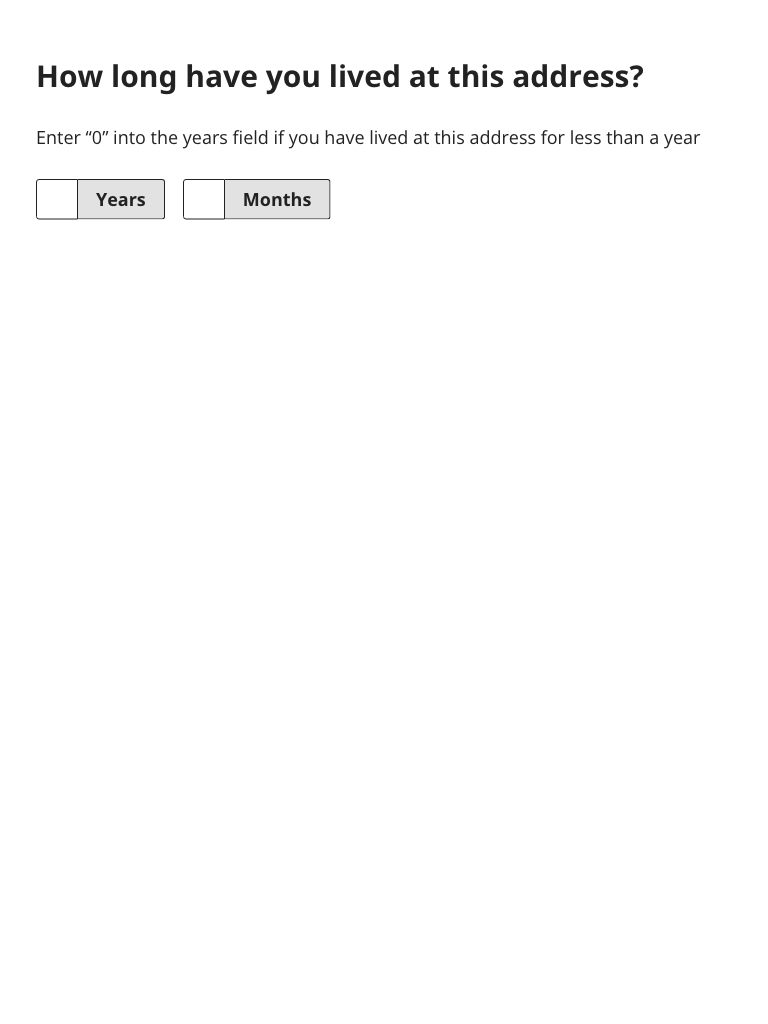 How long have you lived at this address?
Enter “0” into the years field if you have lived at this address for less than a year
Years Months